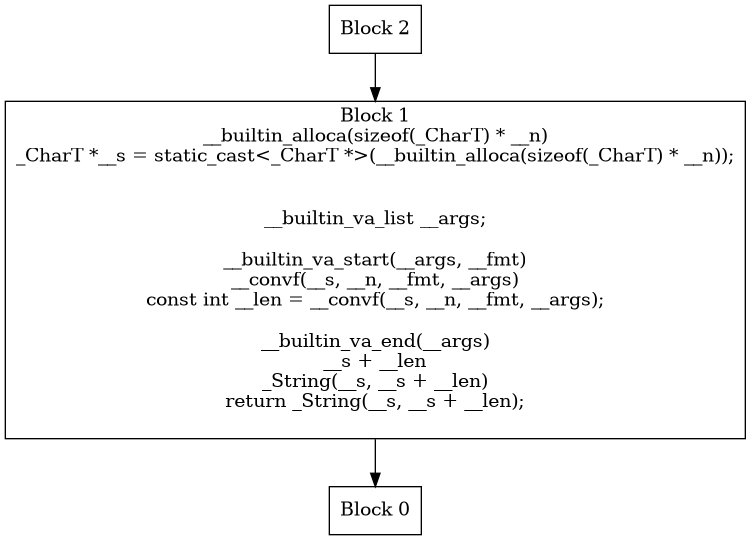 Block 2
Block 1
__builtin_alloca(sizeof(_CharT) * __n)
_CharT *__s = static_cast<_CharT *>(__builtin_alloca(sizeof(_CharT) * __n));
__builtin_va_list __args;
__builtin_va_start(__args, __fmt)
__convf(__s, __n, __fmt, __args)
const int __len = __convf(__s, __n, __fmt, __args);
__builtin_va_end(__args)
__s + __len
_String(__s, __s + __len)
return _String(__s, __s + __len);
Block 0